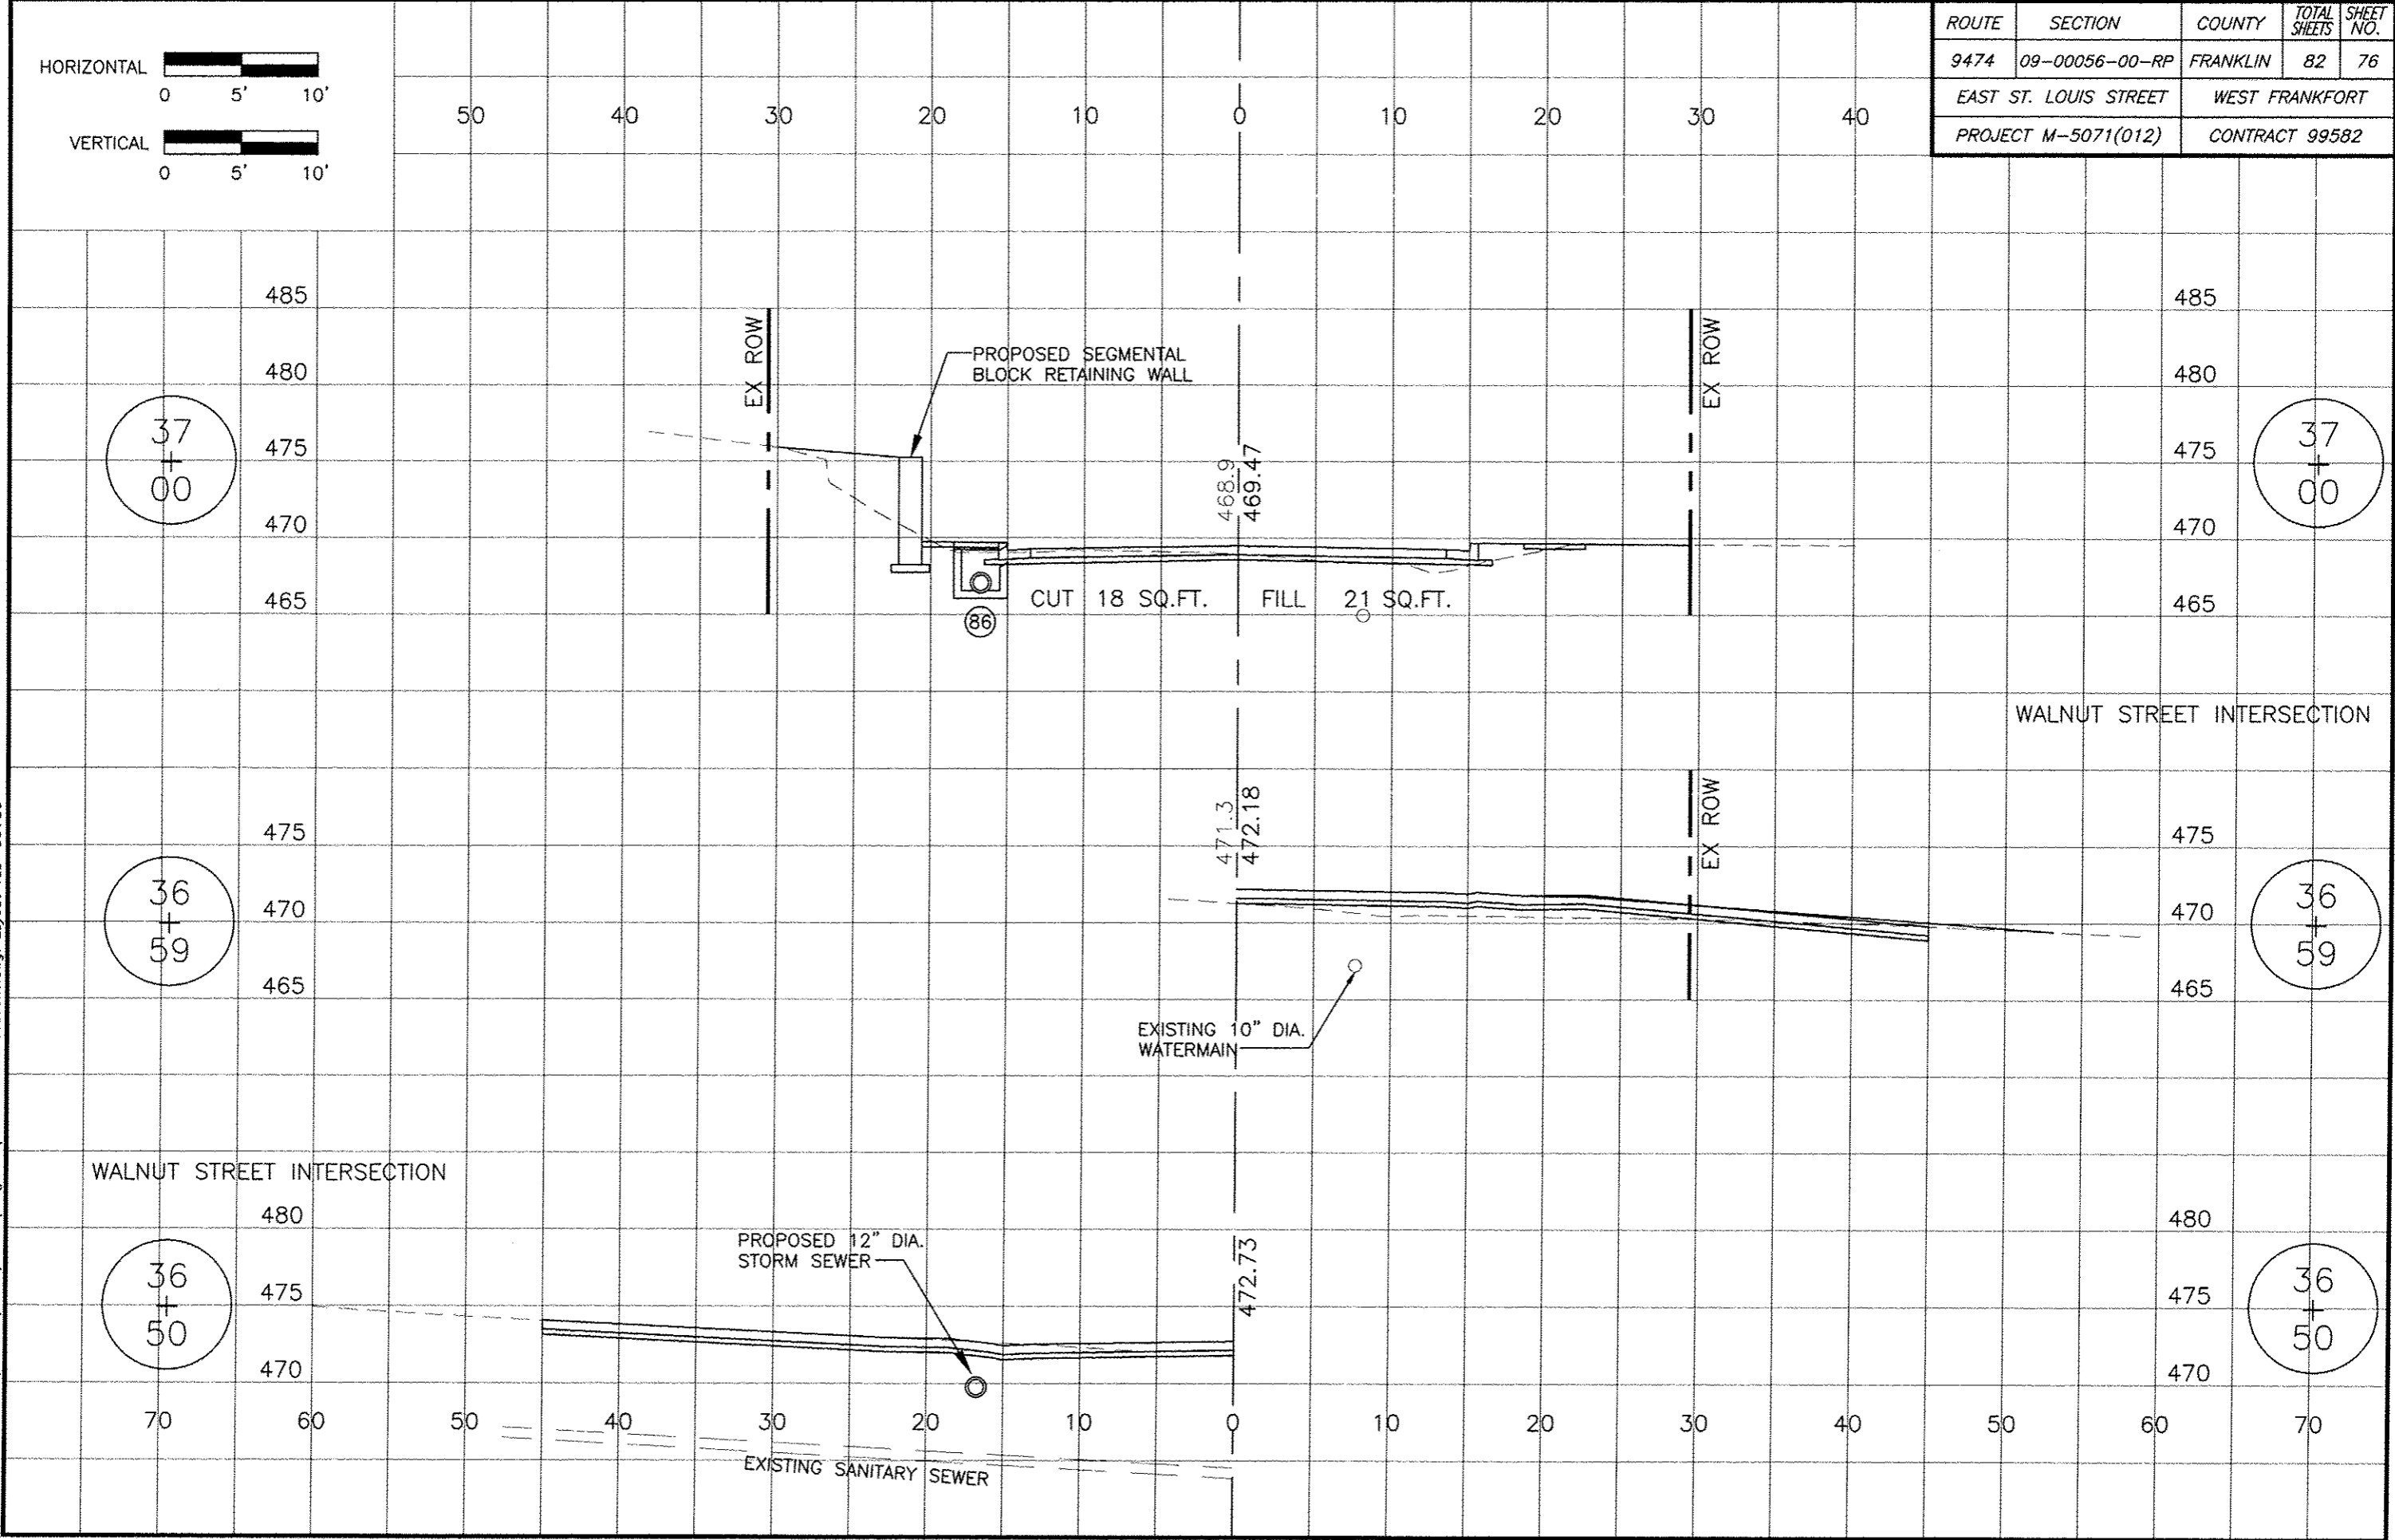 ROUTE SECTION COUNTY TOTAL SHEETS SHEET NO.
9474 09-00056-00-RP FRANKLIN 82 76
EAST ST. LOUIS STREET WEST FRANKFORT
PROJECT M-5071(012) CONTRACT 99582
HORIZONTAL
0 5' 10'
VERTICAL
0 5' 10'
50 40 30 20 10 0 10 20 30 40
485 485
480 480
475 475
470 470
465 465
37
00
37
00
EX ROW
EX ROW
PROPOSED SEGMENTAL
BLOCK RETAINING WALL
468.9
469.47
CUT 18 SQ.FT. FILL 21 SQ.FT.
86
WALNUT STREET INTERSECTION
475 475
470 470
465 465
36
59
36
59
471.3
472.18
EX ROW
EXISTING 10" DIA.
WATERMAIN
WALNUT STREET INTERSECTION
480 480
475 475
470 470
36
50
36
50
PROPOSED 12" DIA.
STORM SEWER
472.73
70 60 50 40 30 20 10 0 10 20 30 40 50 60 70
EXISTING SANITARY SEWER